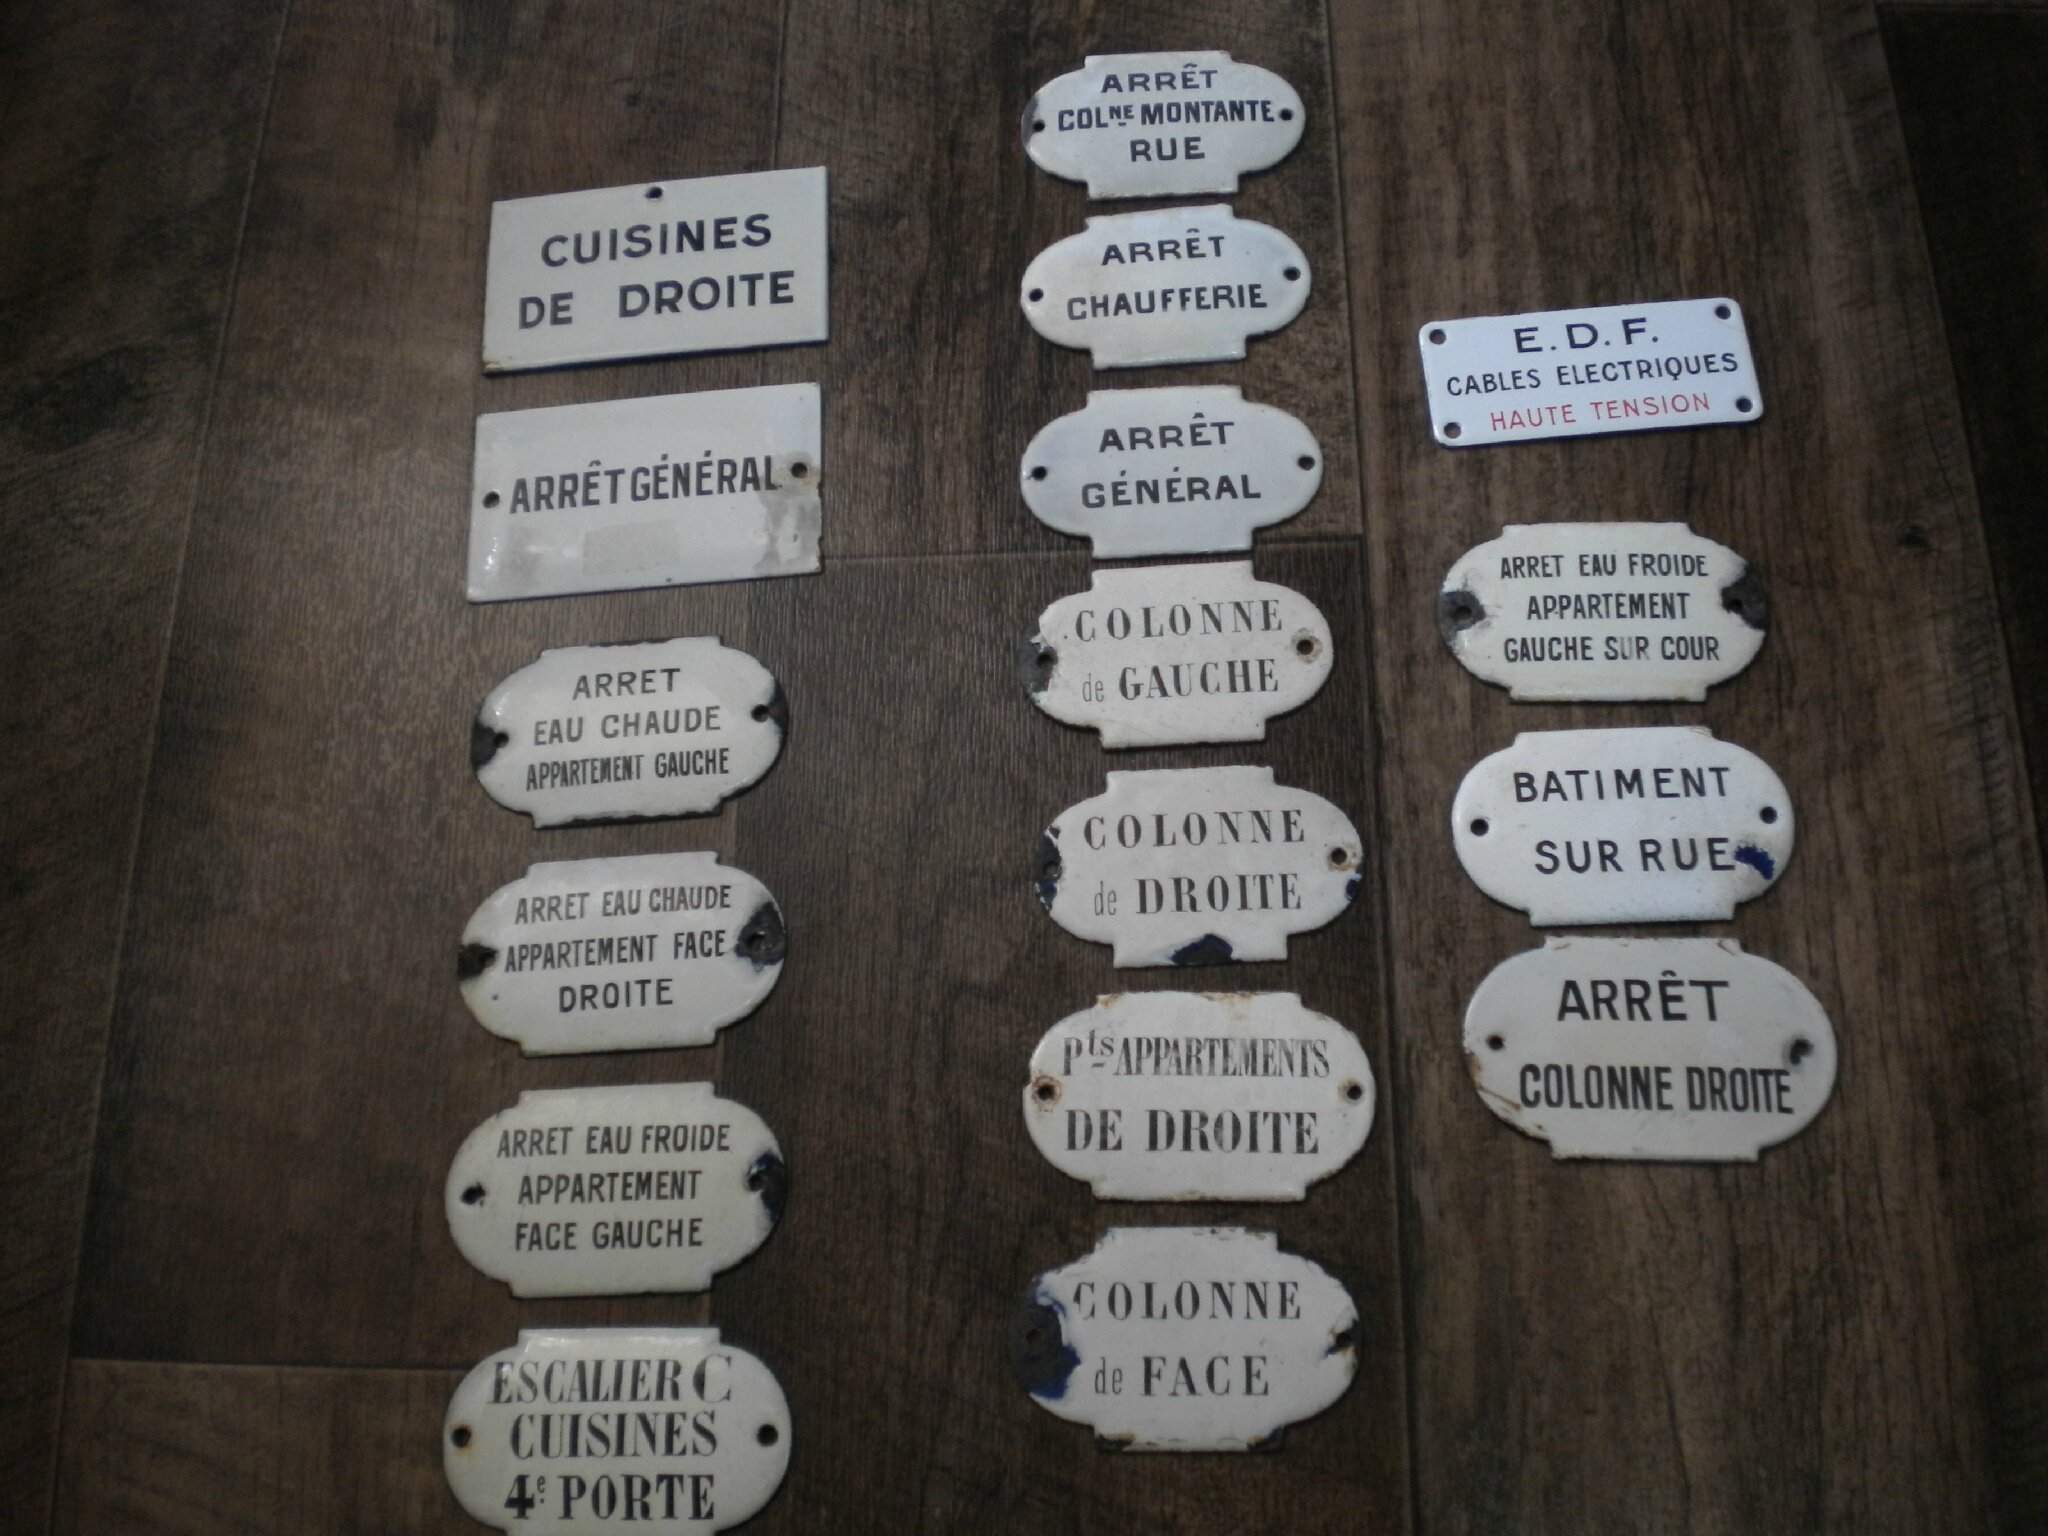 CUISINES
DE DROITE
ARRÊT GÉNÉRAL
ARRET
EAU CHAUDE
APPARTEMENT GAUCHE
ARRET EAU CHAUDE
APPARTEMENT FACE
DROITE
ARRET EAU FROIDE
APPARTEMENT
FACE GAUCHE
ESCALIER C
CUISINES
4e PORTE
ARRÊT
COLNE MONTANTE
RUE
ARRÊT
CHAUFFERIE
ARRÊT
GÉNÉRAL
COLONNE
de GAUCHE
COLONNE
de DROITE
Pts APPARTEMENTS
DE DROITE
COLONNE
de FACE
E.D.F.
CABLES ELECTRIQUES
HAUTE TENSION
ARRET EAU FROIDE
APPARTEMENT
GAUCHE SUR COUR
BATIMENT
SUR RUE
ARRÊT
COLONNE DROITE